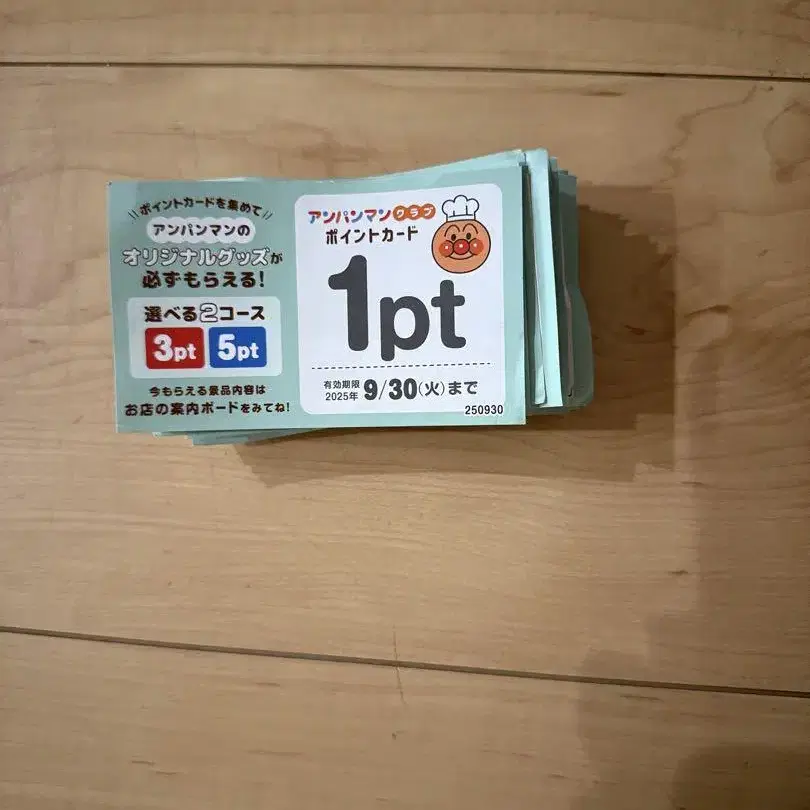 ポイントカードを集めて
アンパンマンの
オリジナルグッズが
必ずもらえる!
選べる2コース
3pt 5pt
今もらえる景品内容は
お店の案内ボードをみてね!
アンパンマンクラブ
ポイントカード
1pt
有効期限
2025年 9/30(火)まで
250930